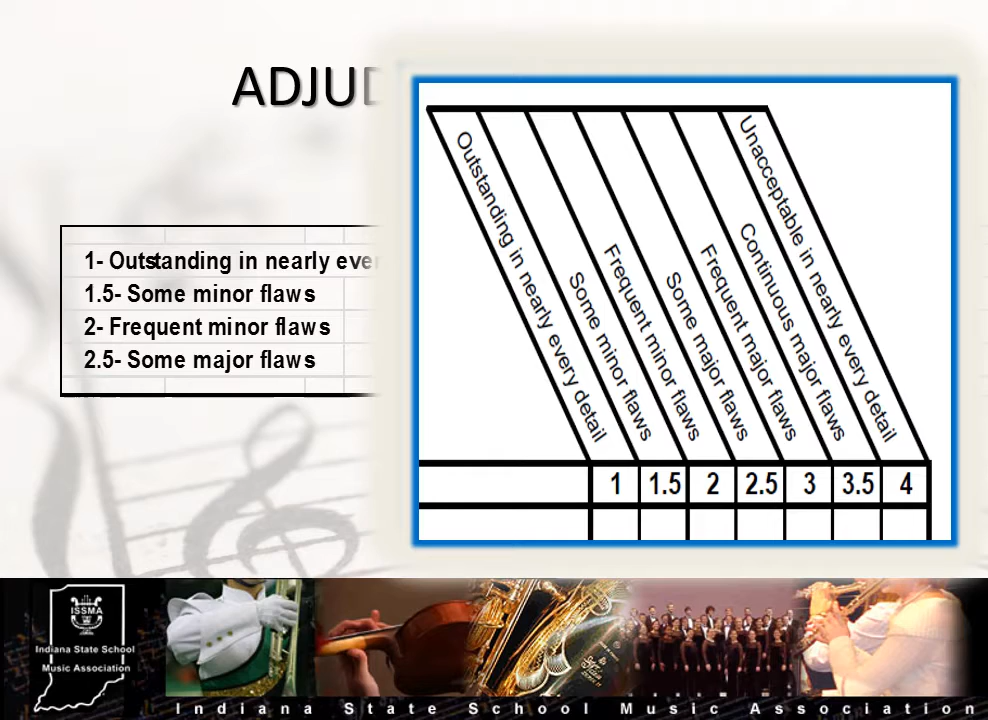 ADJUD
1- Outstanding in nearly ever
1.5- Some minor flaws
2- Frequent minor flaws
2.5- Some major flaws
Outstanding in nearly every detail
Some minor flaws
Frequent minor flaws
Some major flaws
Frequent major flaws
Continuous major flaws
Unacceptable in nearly every detail
1 1.5 2 2.5 3 3.5 4
ISSMA
Indiana State School
Music Association
Indiana State School Music Association